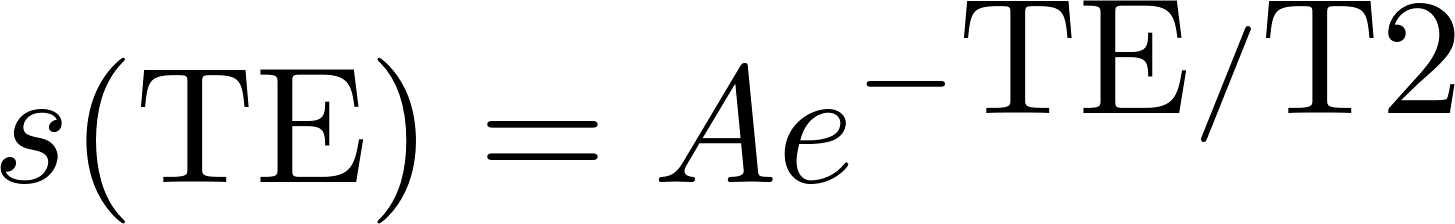 s(TE) = Ae^{-TE/T2}